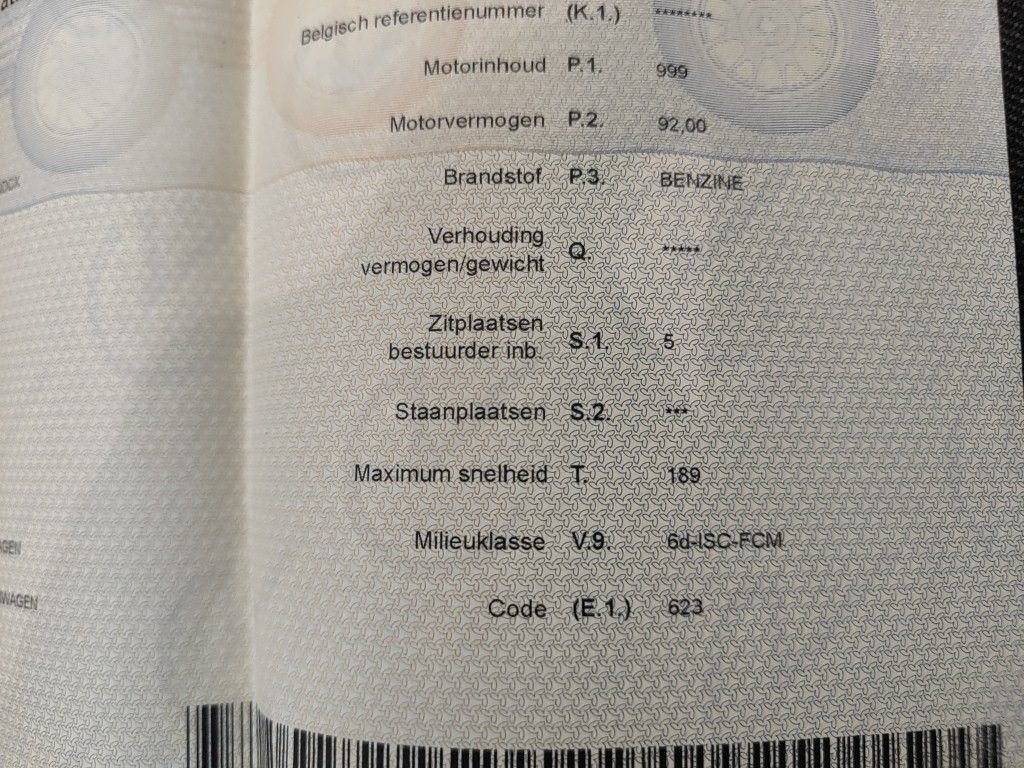 Belgisch referentienummer (K.1.) ********
Motorinhoud P.1. 999
Motorvermogen P.2. 92,00
Brandstof P.3. BENZINE
Verhouding
vermogen/gewicht Q. *****
Zitplaatsen
bestuurder inb. S.1. 5
Staanplaatsen S.2. ***
Maximum snelheid T. 189
Milieuklasse V.9. 6d-ISC-FCM
Code (E.1.) 623